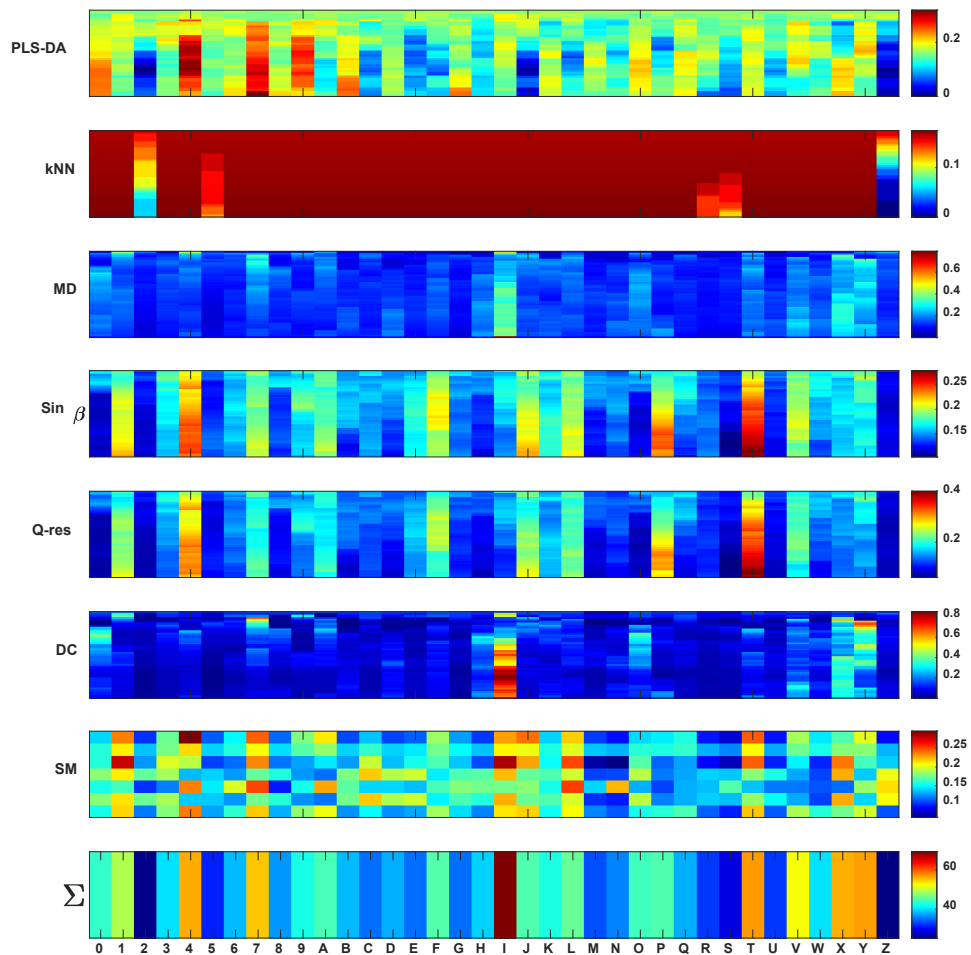 PLS-DA
0.2
0
kNN
0.1
0
MD
0.6
0.4
0.2
Sin β
0.25
0.2
0.15
Q-res
0.4
0.2
DC
0.8
0.6
0.4
0.2
SM
0.25
0.2
0.15
0.1
Σ
60
40
0 1 2 3 4 5 6 7 8 9 A B C D E F G H I J K L M N O P Q R S T U V W X Y Z